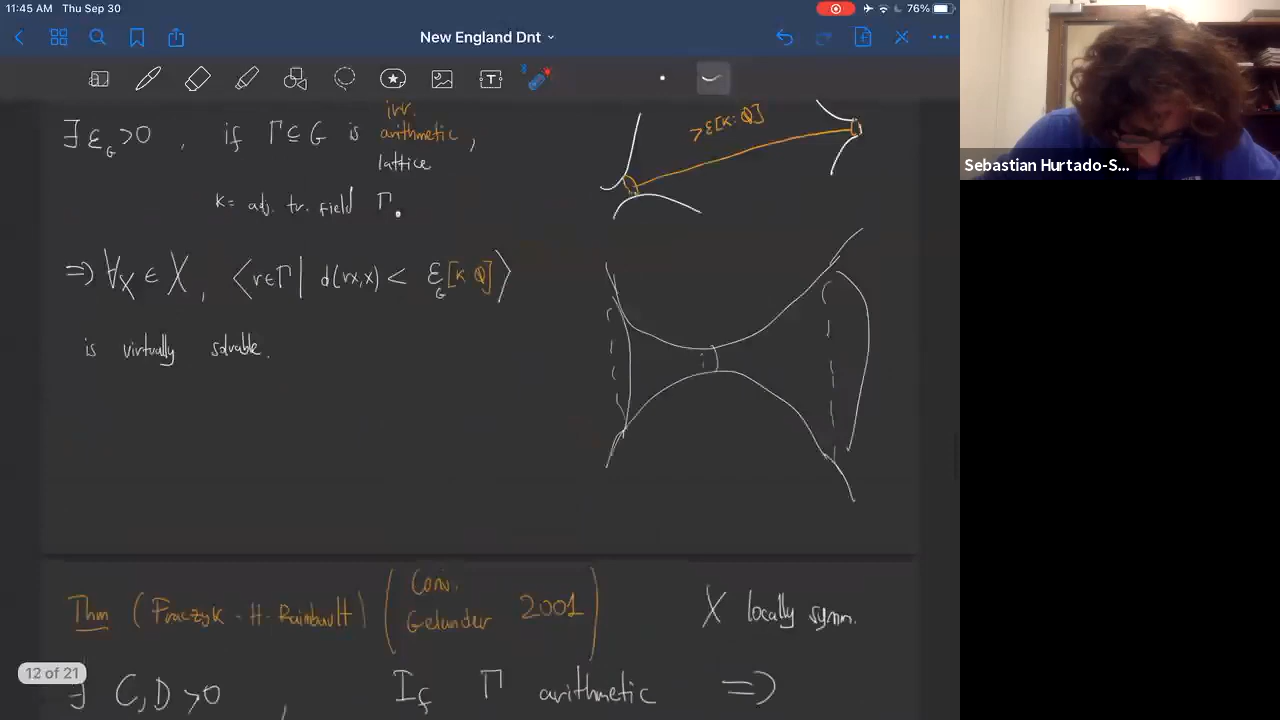 11:45 AM Thu Sep 30
76%
New England Dnt
∃ ε_G >0 , if Γ ⊆ G is irr. arithmetic lattice,
> ε[K:Q]
K = adj. tr. field Γ.
⇒ ∀x ∈ X, ⟨ r ∈ Γ | d(rx,x) < ε_G [K Q] ⟩
is virtually solvable.
Thm (Fraczyk - H - Raimbault) ( Conj. Gelander 2001 )
X locally symm.
12 of 21
∃ C, D >0 , If Γ arithmetic ⇒
Sebastian Hurtado-S...